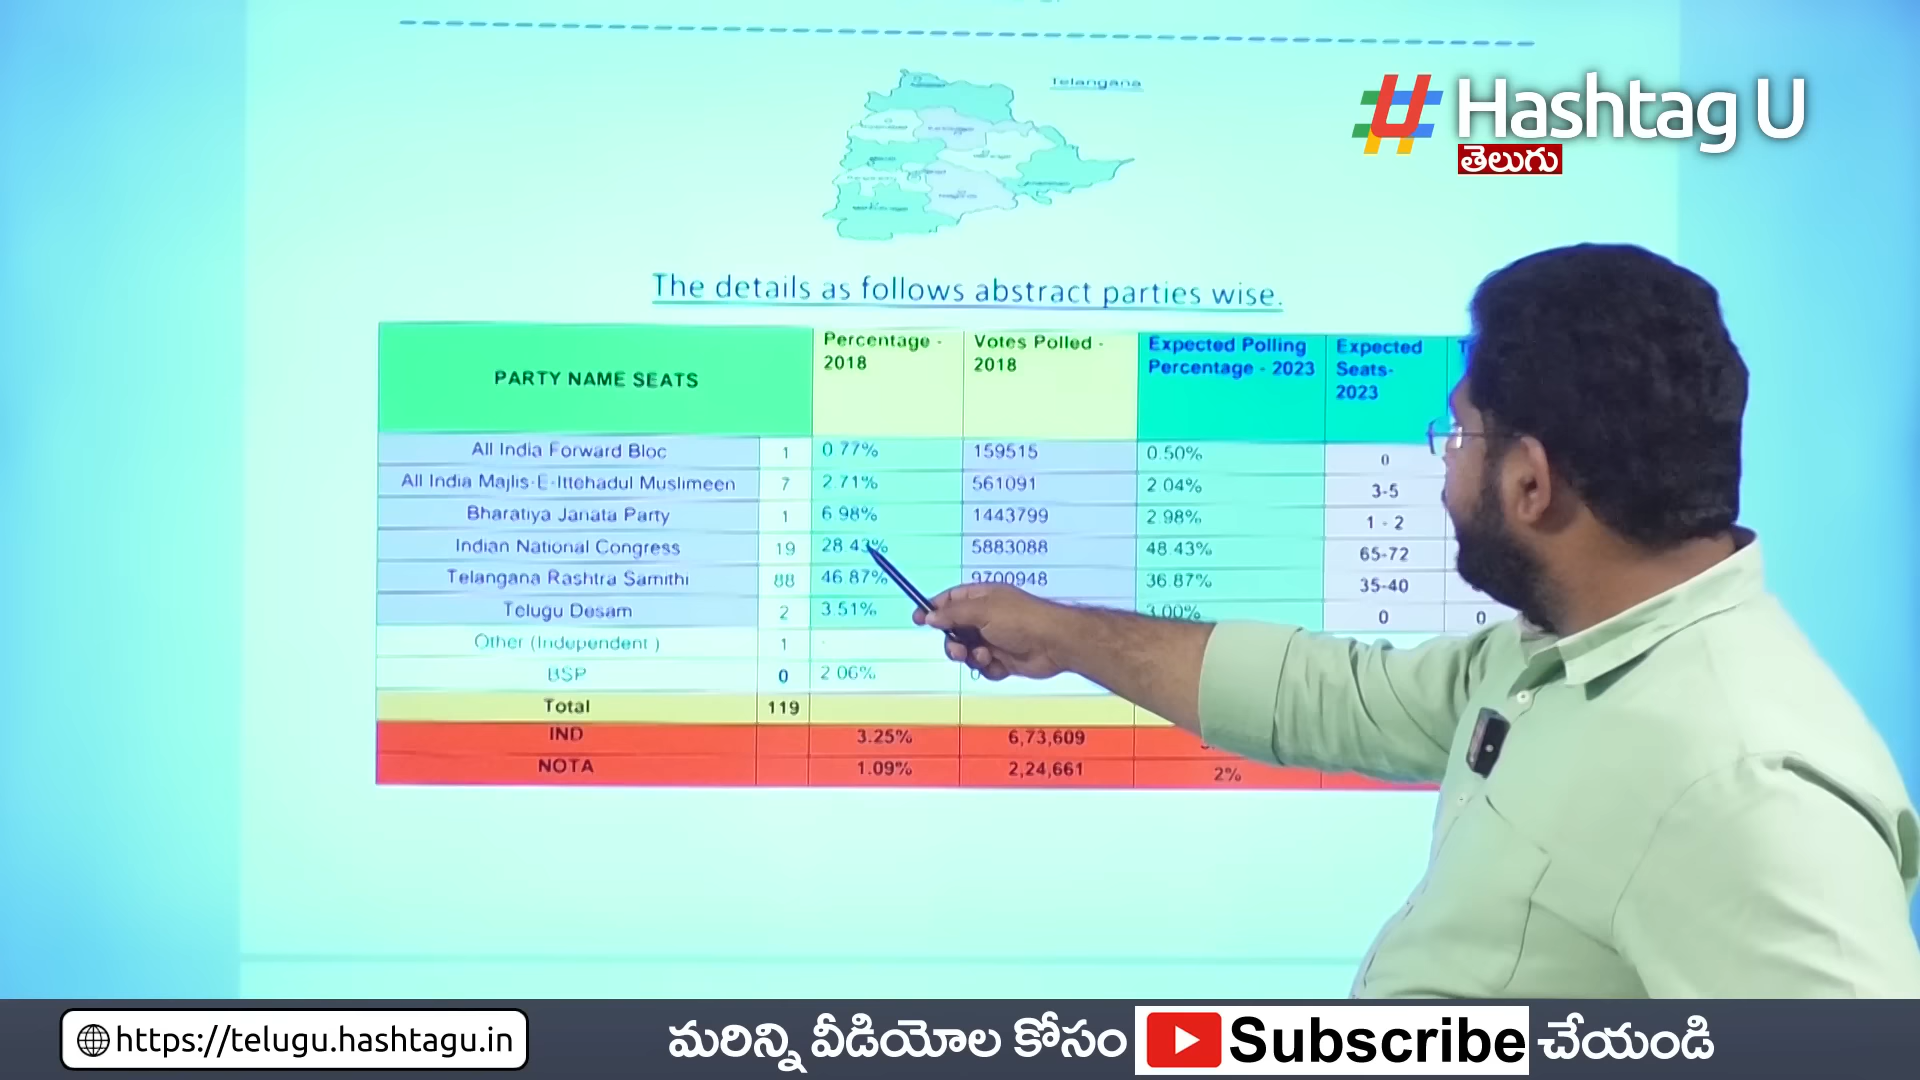 Telangana
Hashtag U
తెలుగు
The details as follows abstract parties wise.
PARTY NAME SEATS
Percentage - 2018
Votes Polled - 2018
Expected Polling Percentage - 2023
Expected Seats- 2023
All India Forward Bloc 1 0.77% 159515 0.50% 0
All India Majlis-E-Ittehadul Muslimeen 7 2.71% 561091 2.04% 3-5
Bharatiya Janata Party 1 6.98% 1443799 2.98% 1 - 2
Indian National Congress 19 28.43% 5883088 48.43% 65-72
Telangana Rashtra Samithi 88 46.87% 9700948 36.87% 35-40
Telugu Desam 2 3.51% 3.00% 0 0
Other (Independent ) 1 -
BSP 0 2.06% 0
Total 119
IND 3.25% 6,73,609
NOTA 1.09% 2,24,661 2%
https://telugu.hashtagu.in
మరిన్ని వీడియోల కోసం Subscribe చేయండి